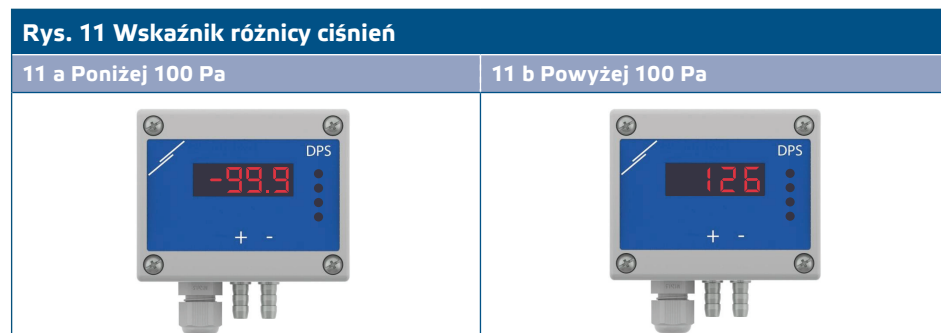 Rys. 11 Wskaźnik różnicy ciśnień
11 a Poniżej 100 Pa
11 b Powyżej 100 Pa
DPS
-99.9
+ -
DPS
126
+ -